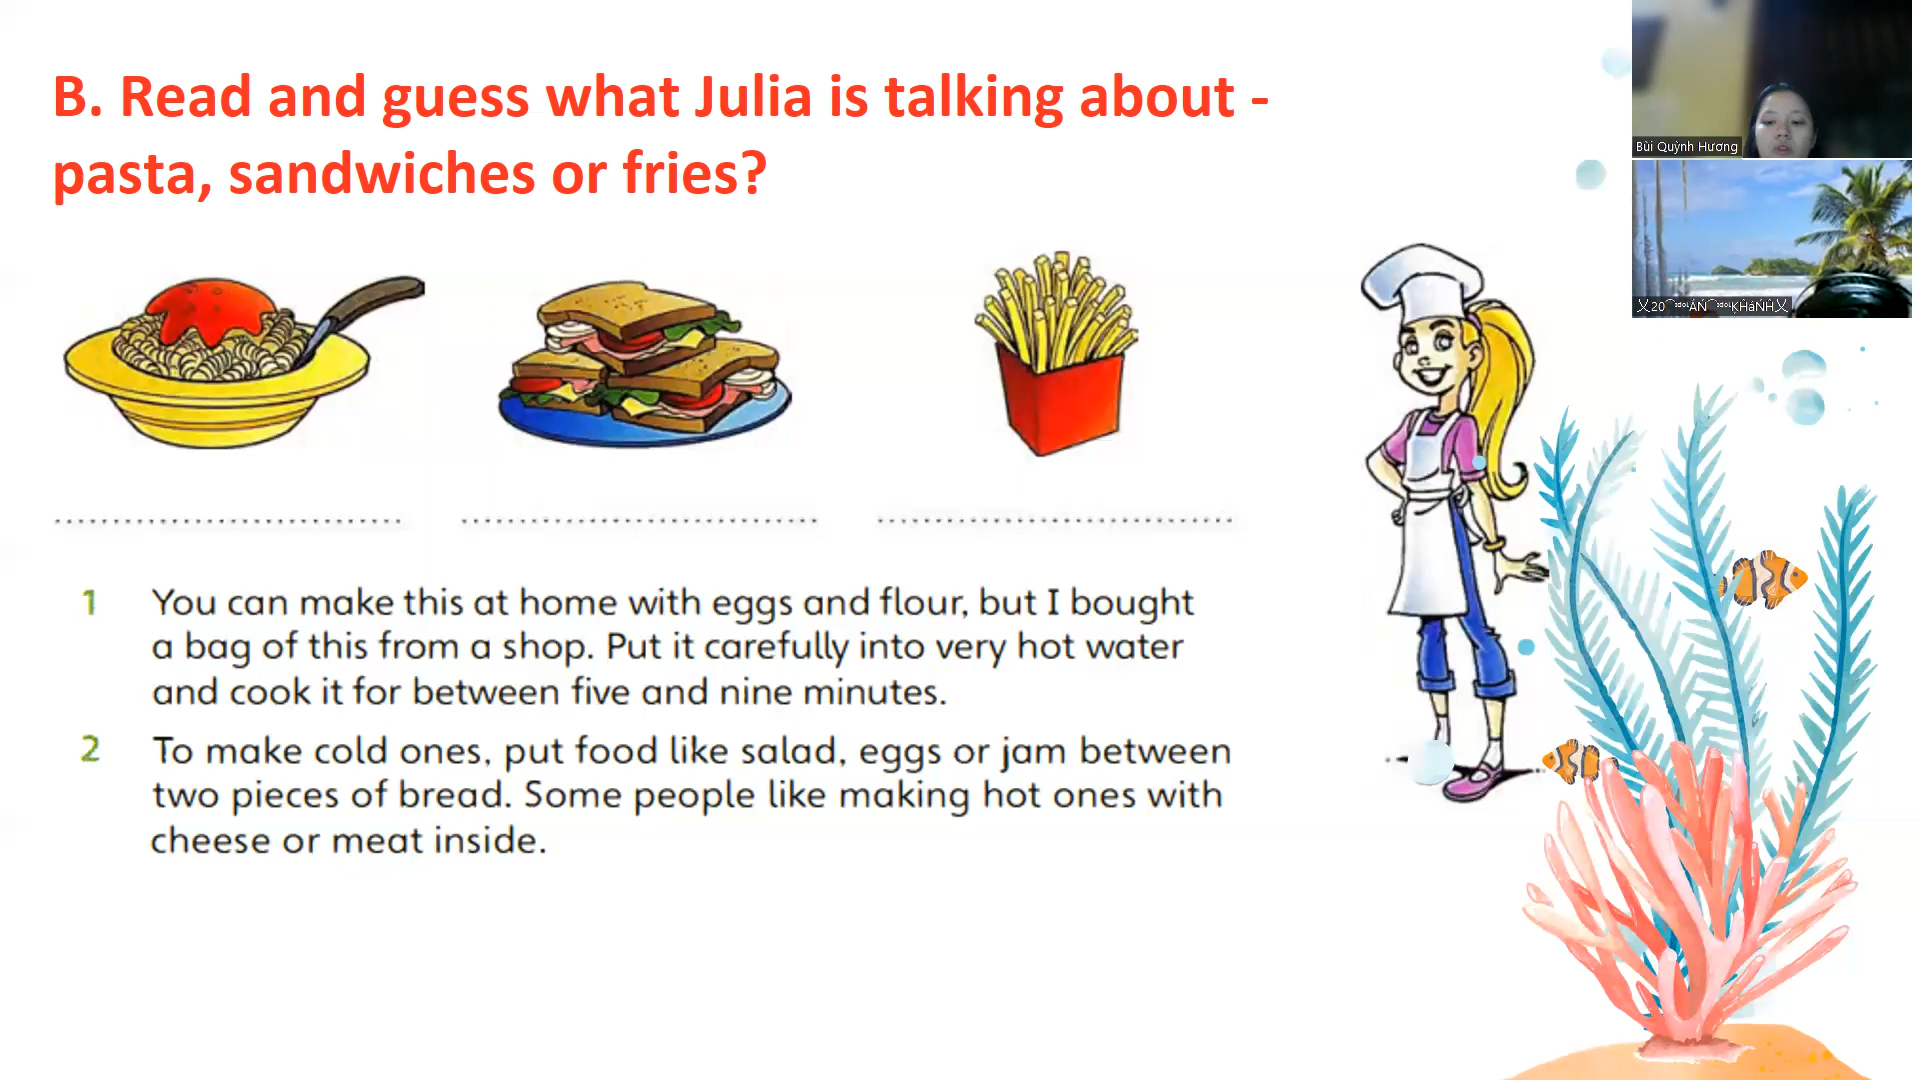 B. Read and guess what Julia is talking about -
pasta, sandwiches or fries?
1 You can make this at home with eggs and flour, but I bought
a bag of this from a shop. Put it carefully into very hot water
and cook it for between five and nine minutes.
2 To make cold ones, put food like salad, eggs or jam between
two pieces of bread. Some people like making hot ones with
cheese or meat inside.
Bùi Quỳnh Hương